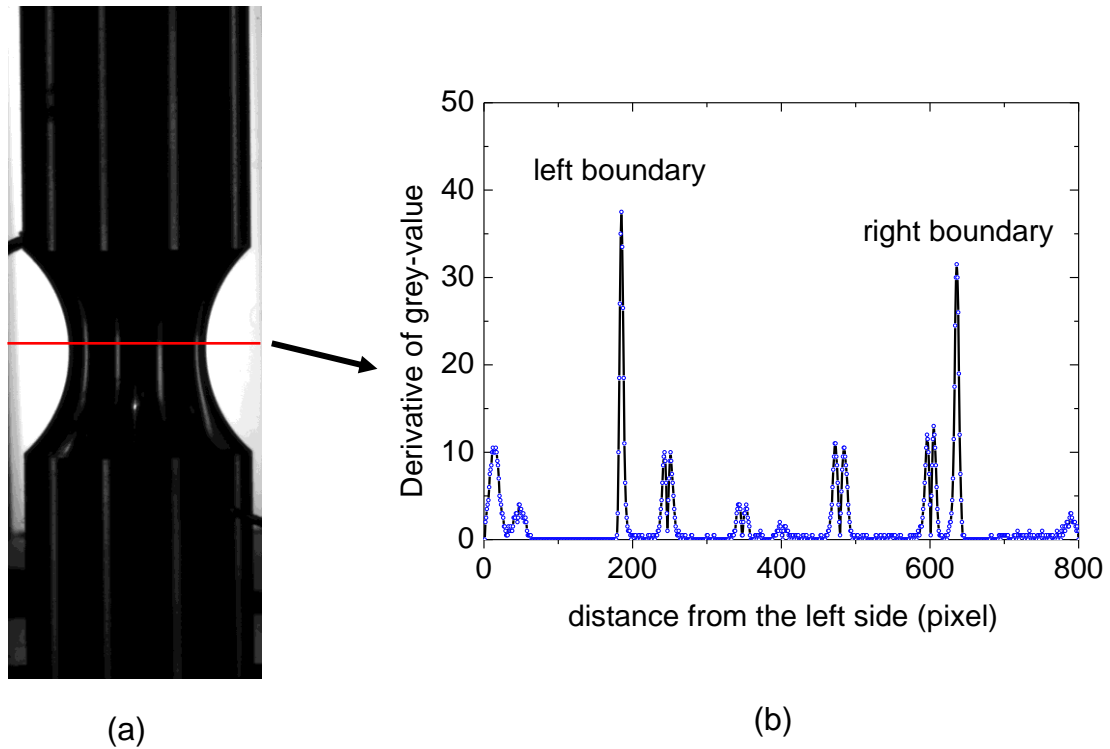 50
40
30
20
10
0
0 200 400 600 800
Derivative of grey-value
left boundary
right boundary
distance from the left side (pixel)
(a)
(b)